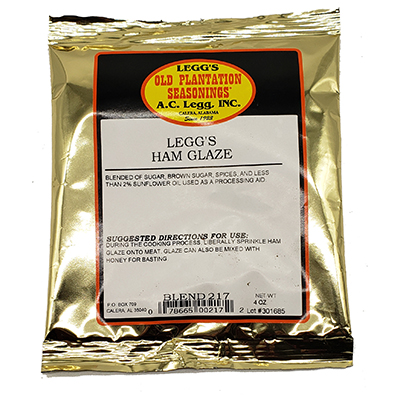 LEGG'S
OLD PLANTATION
SEASONINGS
A.C. Legg, INC.
CALERA, ALABAMA
Since 1923
LEGG'S
HAM GLAZE
BLENDED OF SUGAR, BROWN SUGAR, SPICES, AND LESS
THAN 2% SUNFLOWER OIL USED AS A PROCESSING AID.
SUGGESTED DIRECTIONS FOR USE:
DURING THE COOKING PROCESS, LIBERALLY SPRINKLE HAM
GLAZE ONTO MEAT. GLAZE CAN ALSO BE MIXED WITH
HONEY FOR BASTING
BLEND 217
NET WT
4 OZ
P.O. BOX 709
CALERA, AL 35040
0 78665 00217 2
Lot #301685